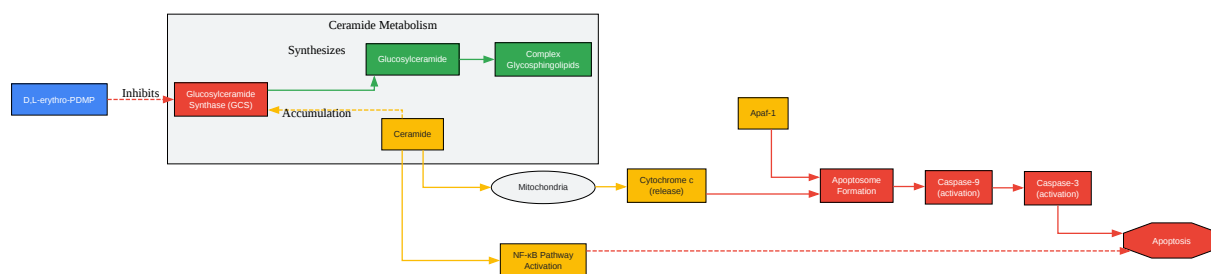 Ceramide Metabolism
Synthesizes
Glucosylceramide
Complex
Glycosphingolipids
D,L-erythro-PDMP
Inhibits
Glucosylceramide
Synthase (GCS)
Accumulation
Ceramide
Apaf-1
Mitochondria
Cytochrome c
(release)
Apoptosome
Formation
Caspase-9
(activation)
Caspase-3
(activation)
Apoptosis
NF-κB Pathway
Activation